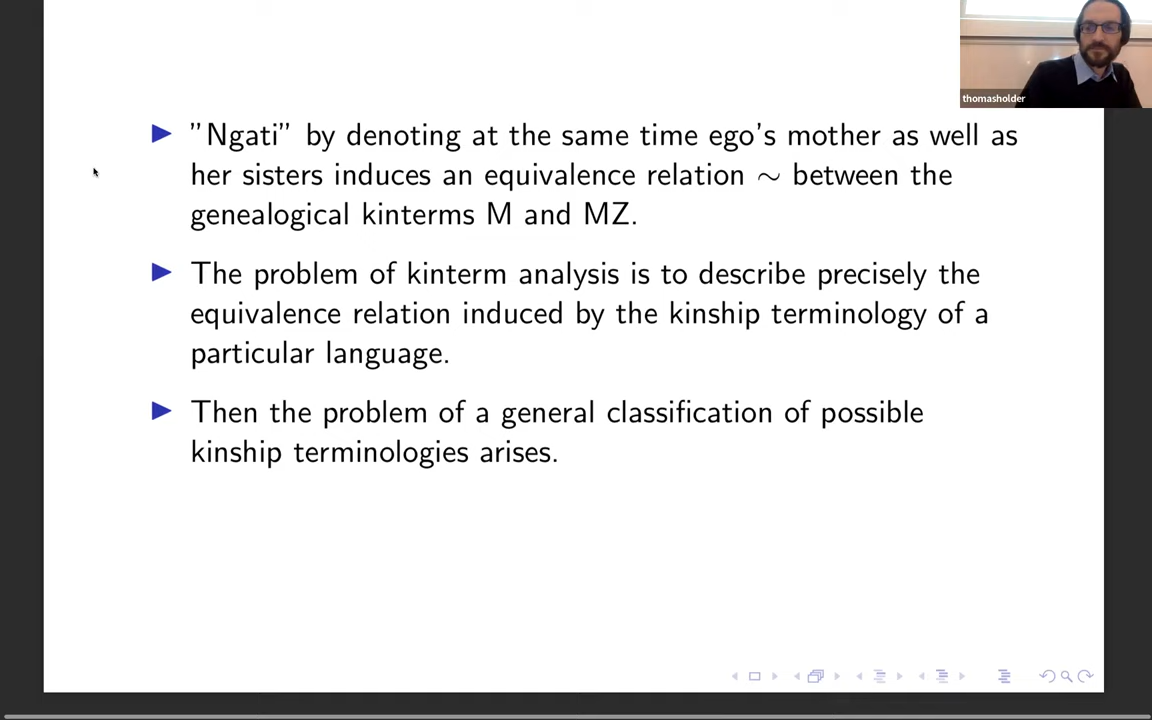 thomasholder
"Ngati" by denoting at the same time ego's mother as well as
her sisters induces an equivalence relation ∼ between the
genealogical kinterms M and MZ.
The problem of kinterm analysis is to describe precisely the
equivalence relation induced by the kinship terminology of a
particular language.
Then the problem of a general classification of possible
kinship terminologies arises.